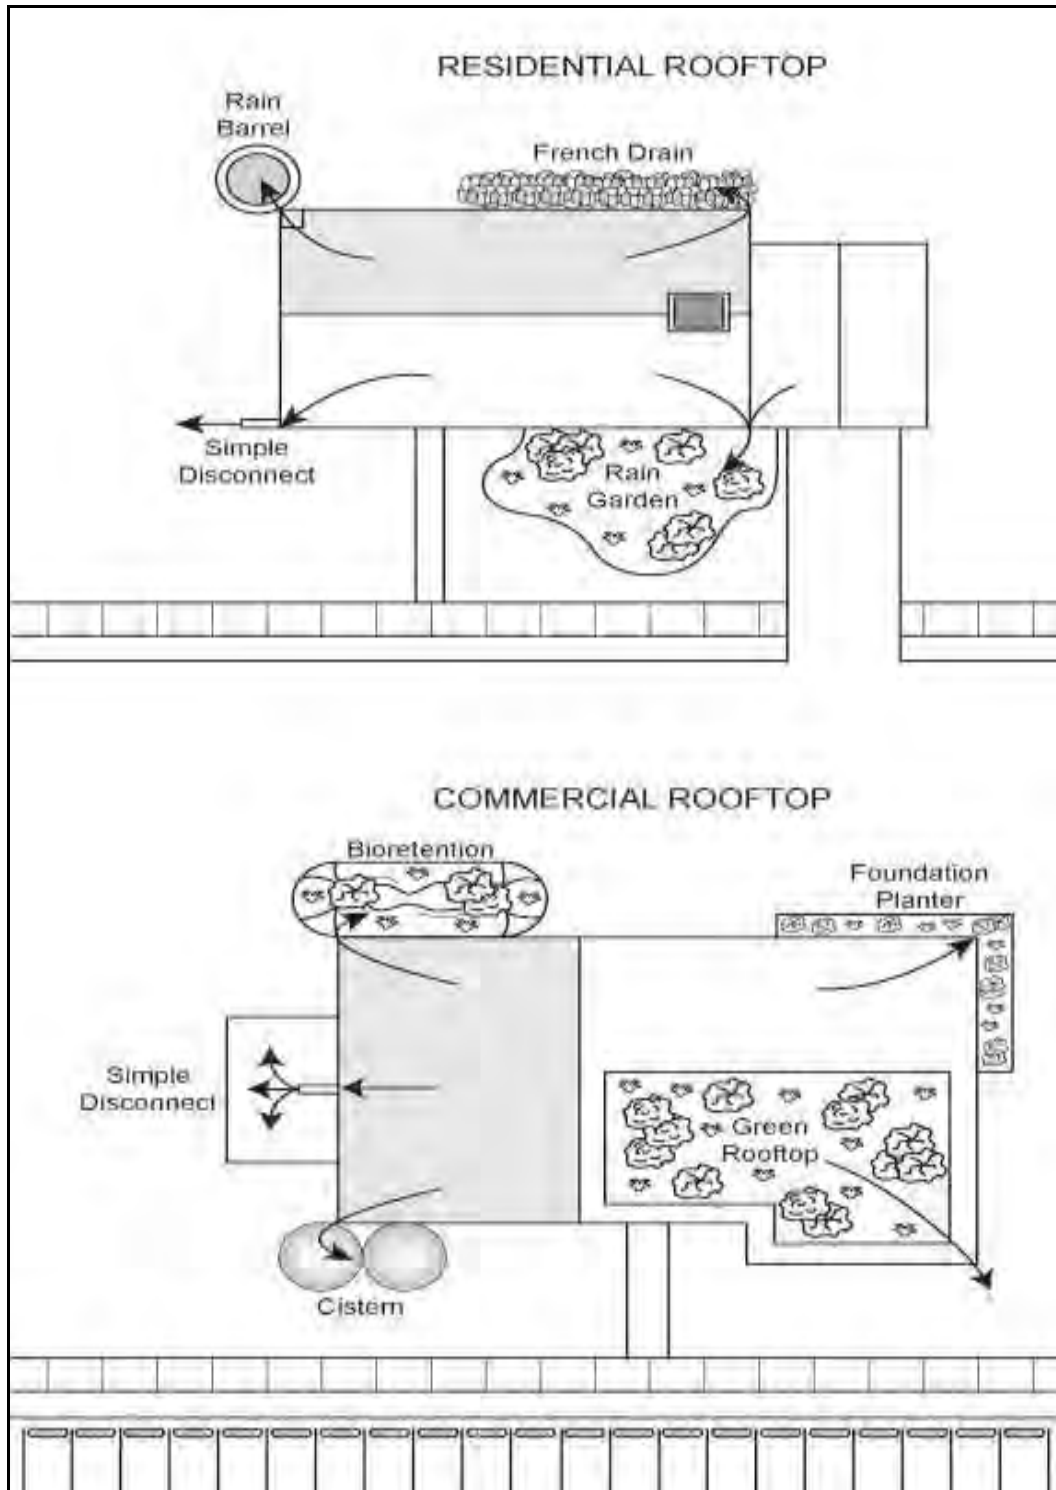 RESIDENTIAL ROOFTOP
Rain
Barrel
French Drain
Simple
Disconnect
Rain
Garden
COMMERCIAL ROOFTOP
Bioretention
Foundation
Planter
Simple
Disconnect
Green
Rooftop
Cistern